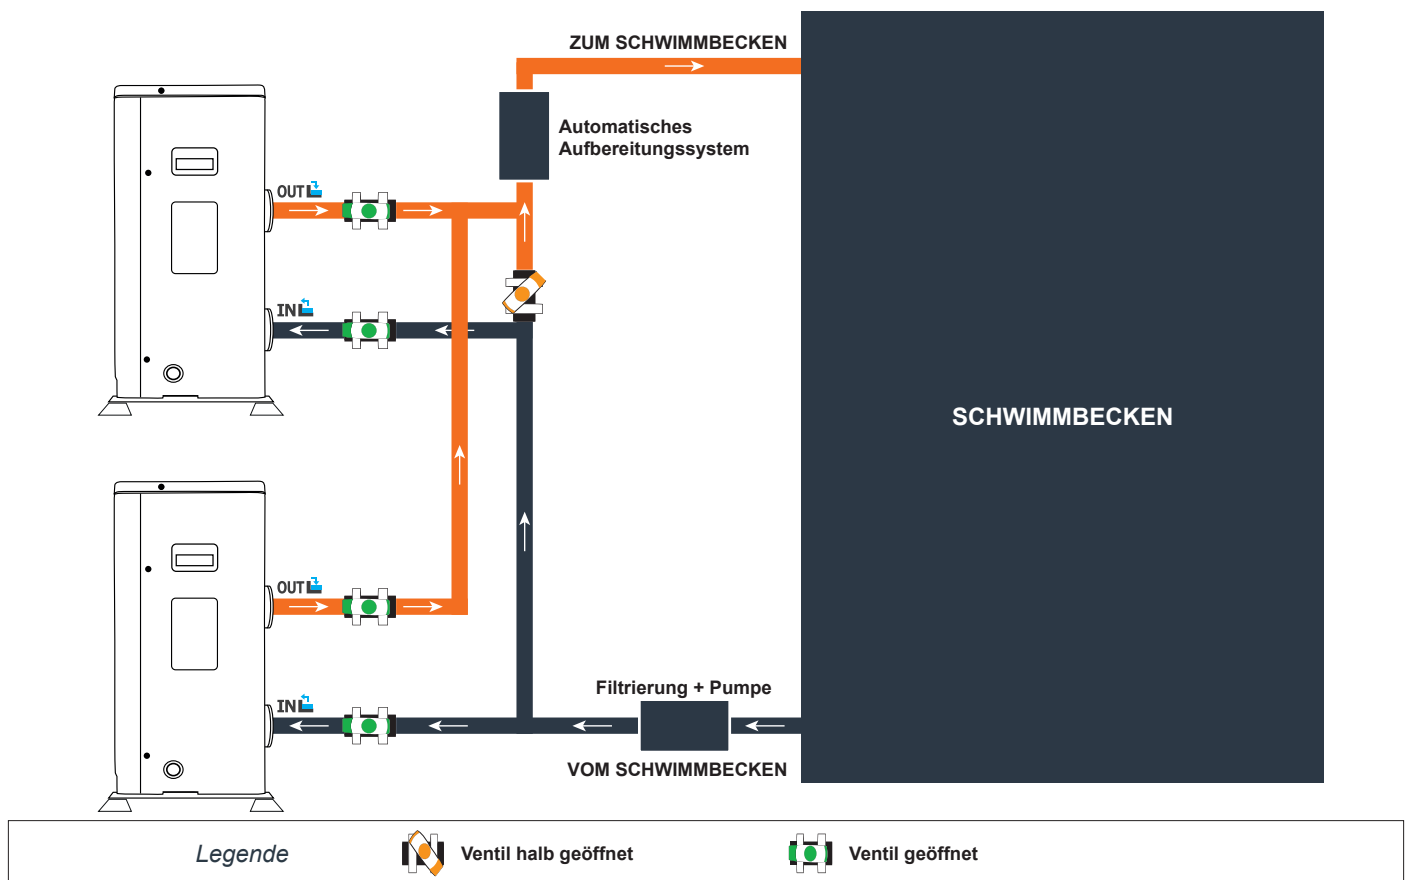 ZUM SCHWIMMBECKEN
Automatisches
Aufbereitungssystem
OUT
IN
SCHWIMMBECKEN
OUT
IN
Filtrierung + Pumpe
VOM SCHWIMMBECKEN
Legende
Ventil halb geöffnet
Ventil geöffnet